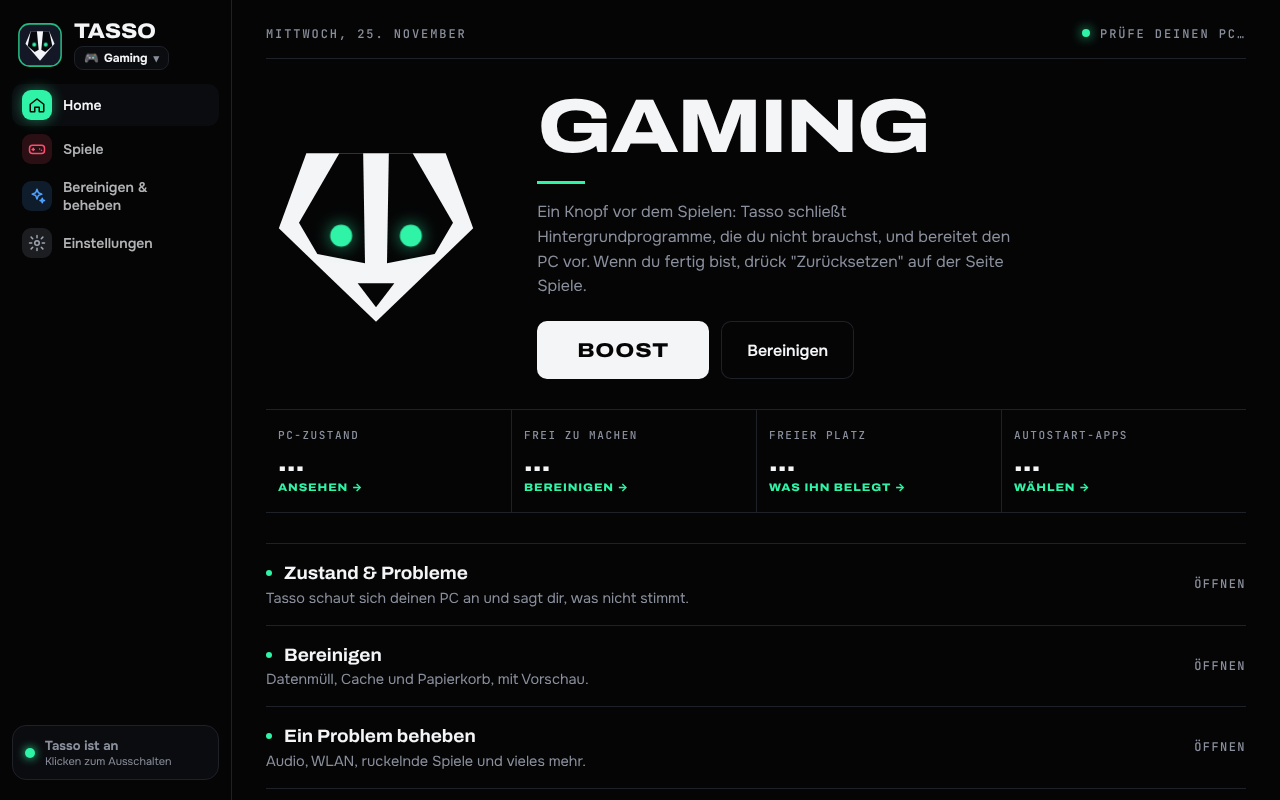 TASSO
Gaming ▾
Home
Spiele
Bereinigen &
beheben
Einstellungen
Tasso ist an
Klicken zum Ausschalten
MITTWOCH, 25. NOVEMBER
PRÜFE DEINEN PC…
GAMING
Ein Knopf vor dem Spielen: Tasso schließt
Hintergrundprogramme, die du nicht brauchst, und bereitet den
PC vor. Wenn du fertig bist, drück "Zurücksetzen" auf der Seite
Spiele.
BOOST
Bereinigen
PC-ZUSTAND
...
ANSEHEN →
FREI ZU MACHEN
...
BEREINIGEN →
FREIER PLATZ
...
WAS IHN BELEGT →
AUTOSTART-APPS
...
WÄHLEN →
Zustand & Probleme
Tasso schaut sich deinen PC an und sagt dir, was nicht stimmt.
ÖFFNEN
Bereinigen
Datenmüll, Cache und Papierkorb, mit Vorschau.
ÖFFNEN
Ein Problem beheben
Audio, WLAN, ruckelnde Spiele und vieles mehr.
ÖFFNEN